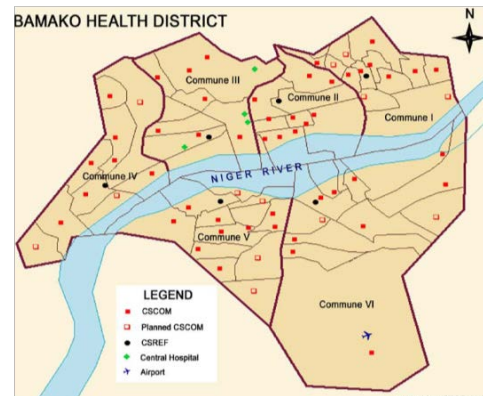 BAMAKO HEALTH DISTRICT
N
Commune III
Commune II
Commune I
Commune IV
NIGER RIVER
Commune V
Commune VI
LEGEND
CSCOM
Planned CSCOM
CSREF
Central Hospital
Airport